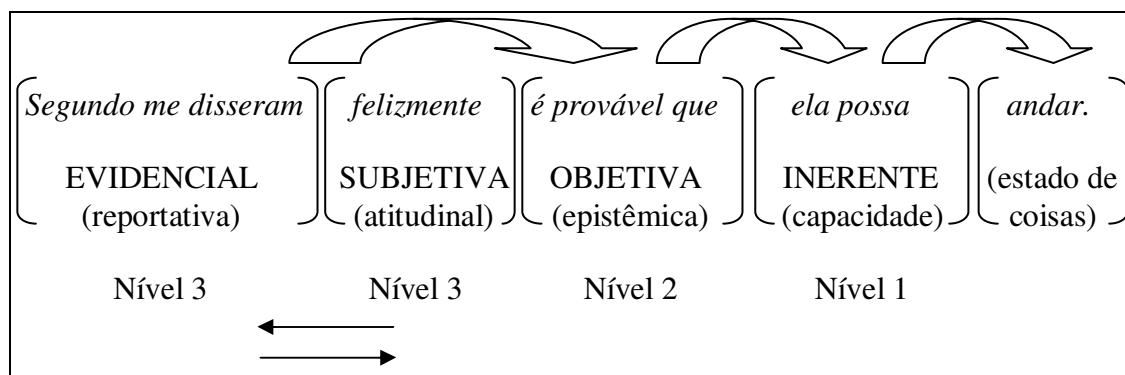 Segundo me disseram felizmente é provável que ela possa andar.
EVIDENCIAL SUBJETIVA OBJETIVA INERENTE (estado de
(reportativa) (atitudinal) (epistêmica) (capacidade) coisas)
Nível 3 Nível 3 Nível 2 Nível 1